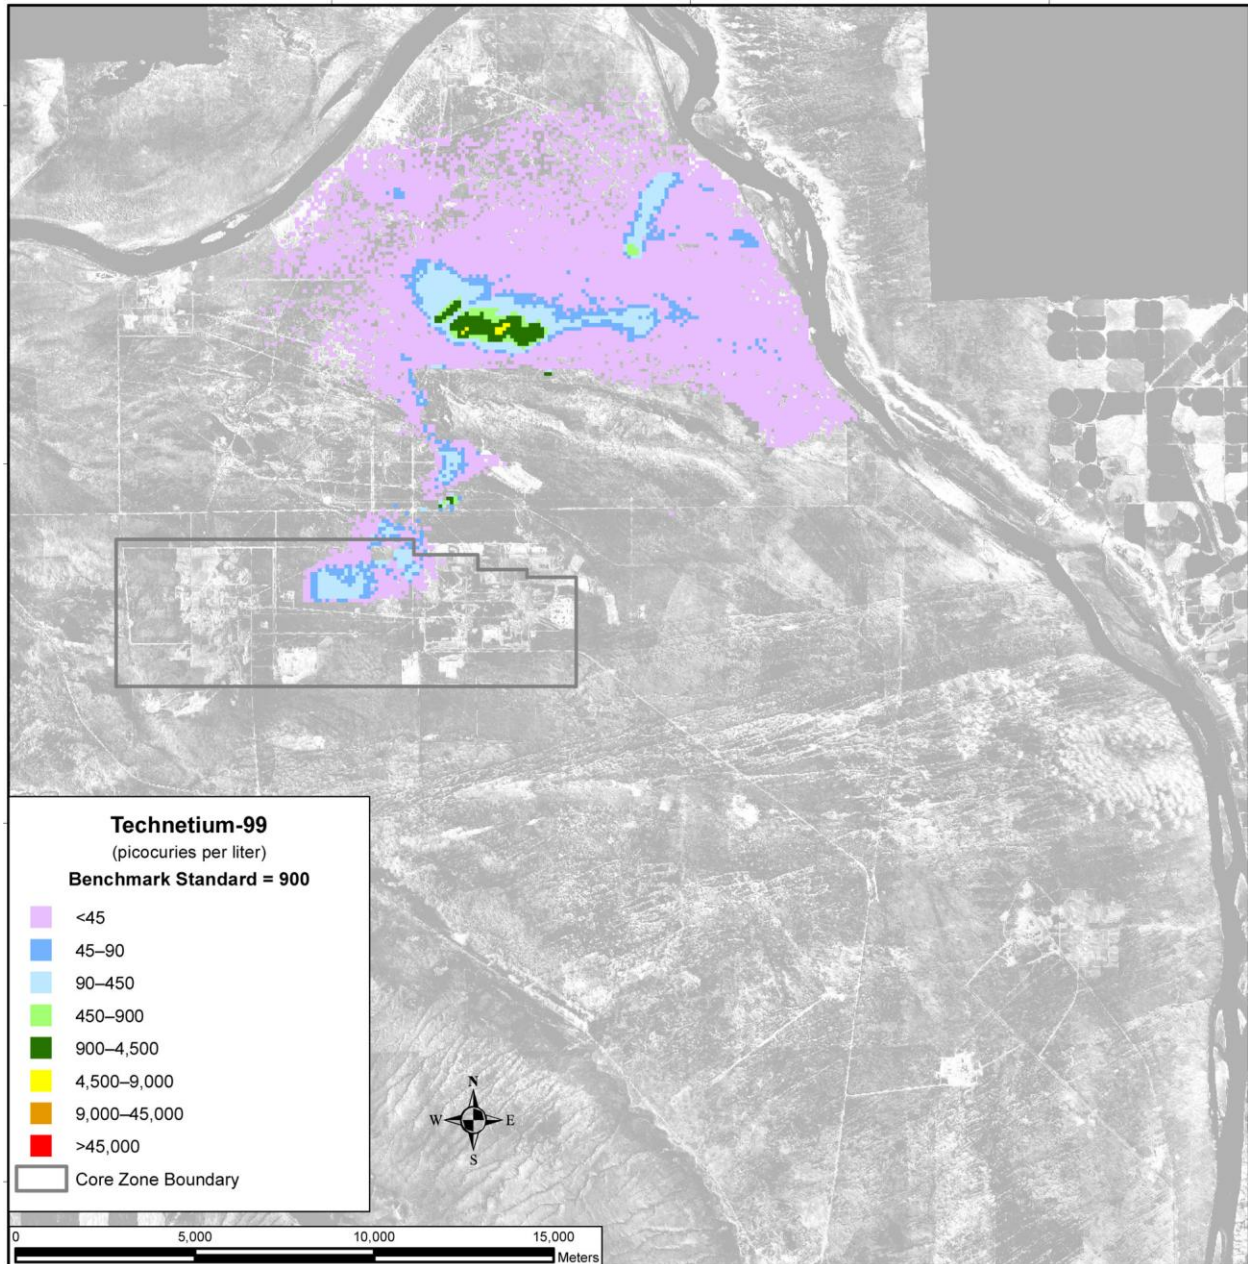 Technetium-99
(picocuries per liter)
Benchmark Standard = 900
<45
45–90
90–450
450–900
900–4,500
4,500–9,000
9,000–45,000
>45,000
Core Zone Boundary
N
W E
S
0 5,000 10,000 15,000
Meters